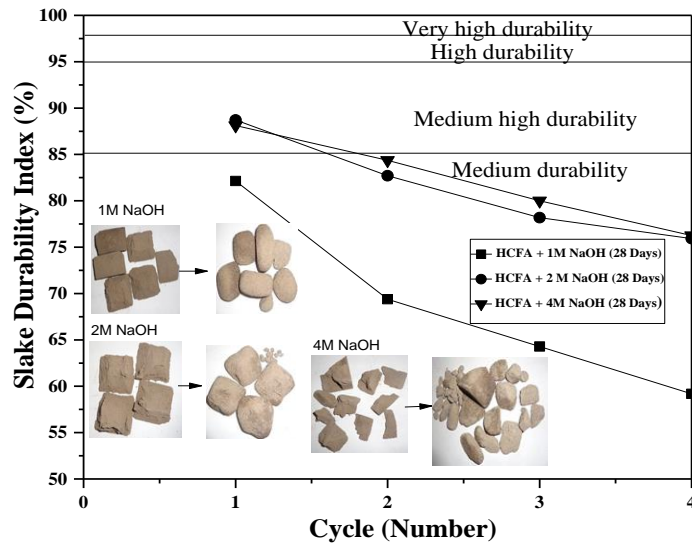 100
95
90
85
80
75
70
65
60
55
50
Slake Durability Index (%)
Very high durability
High durability
Medium high durability
Medium durability
1M NaOH
2M NaOH
4M NaOH
HCFA + 1M NaOH (28 Days)
HCFA + 2 M NaOH (28 Days)
HCFA + 4M NaOH (28 Days)
0 1 2 3 4
Cycle (Number)